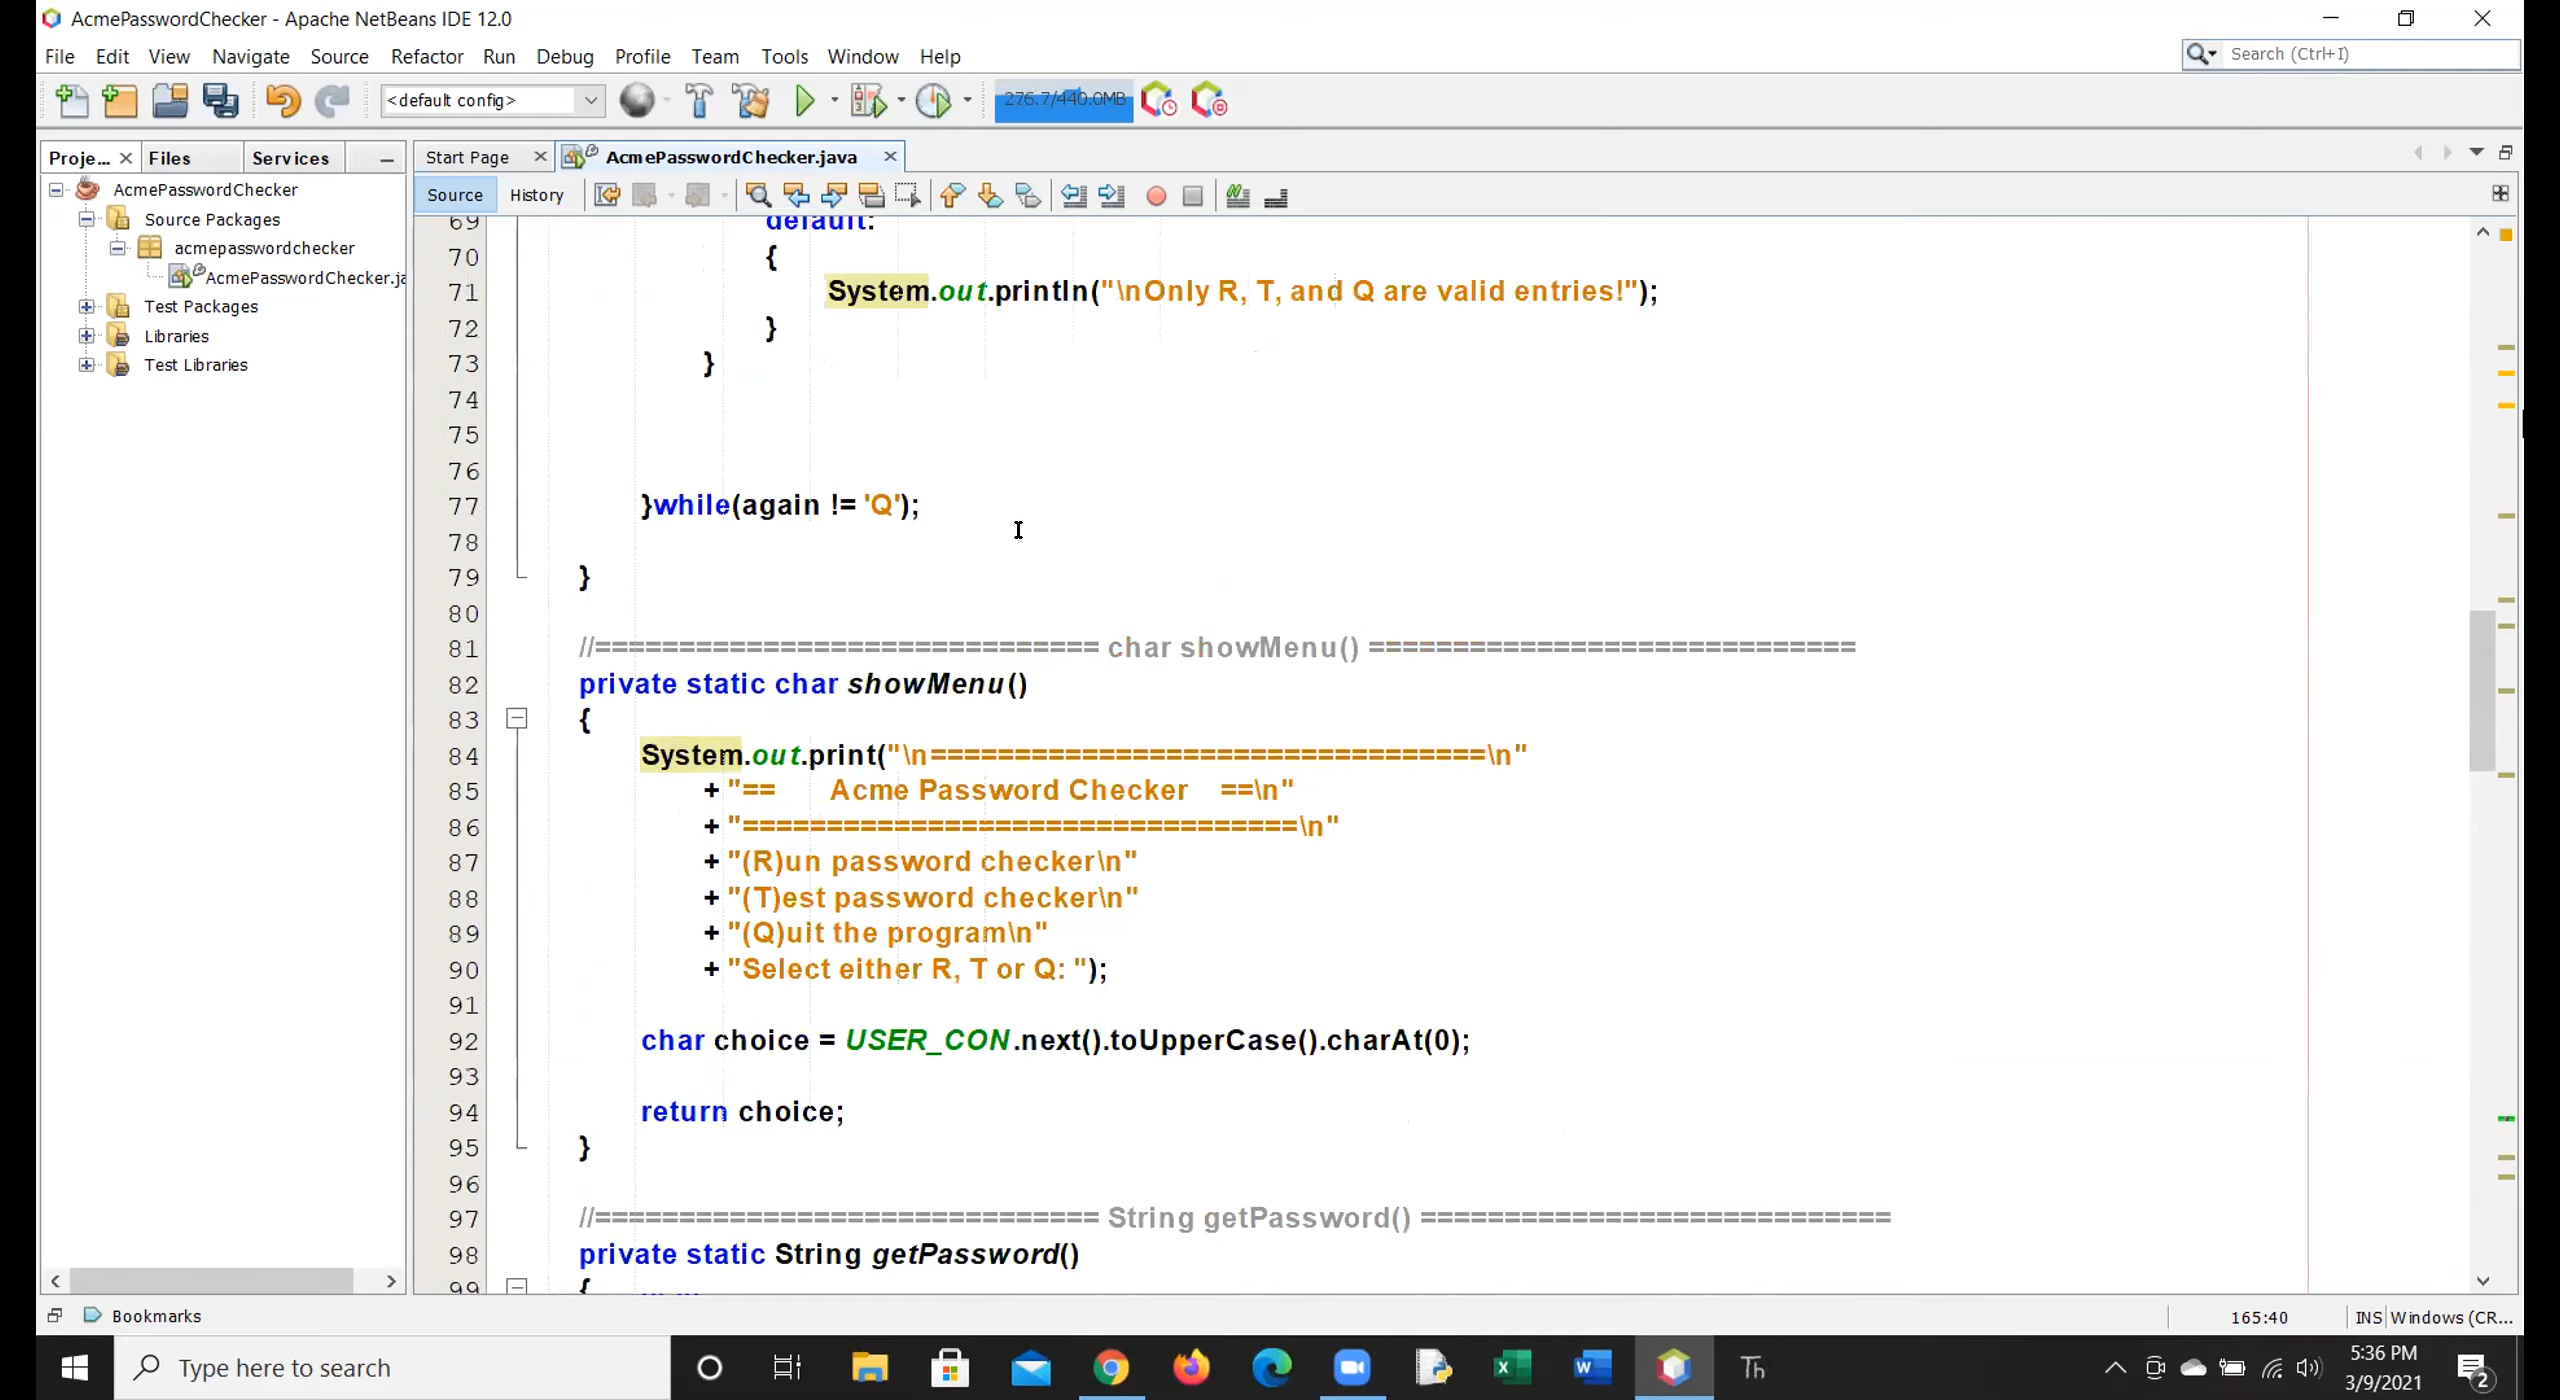 AcmePasswordChecker - Apache NetBeans IDE 12.0
File Edit View Navigate Source Refactor Run Debug Profile Team Tools Window Help
Search (Ctrl+I)
<default config>
276.7/440.0MB
Proje... Files Services
Start Page AcmePasswordChecker.java
Source History
AcmePasswordChecker
Source Packages
acmepasswordchecker
AcmePasswordChecker.ja
Test Packages
Libraries
Test Libraries
69 default:
70 {
71 System.out.println("\nOnly R, T, and Q are valid entries!");
72 }
73 }
74
75
76
77 }while(again != 'Q');
78
79 }
80
81 //============================== char showMenu() =============================
82 private static char showMenu()
83 {
84 System.out.print("\n=================================\n"
85 + "==      Acme Password Checker   ==\n"
86 + "=================================\n"
87 + "(R)un password checker\n"
88 + "(T)est password checker\n"
89 + "(Q)uit the program\n"
90 + "Select either R, T or Q: ");
91
92 char choice = USER_CON.next().toUpperCase().charAt(0);
93
94 return choice;
95 }
96
97 //============================== String getPassword() ============================
98 private static String getPassword()
99 {
Bookmarks
165:40 INS Windows (CR...
Type here to search
Th
5:36 PM
3/9/2021
2